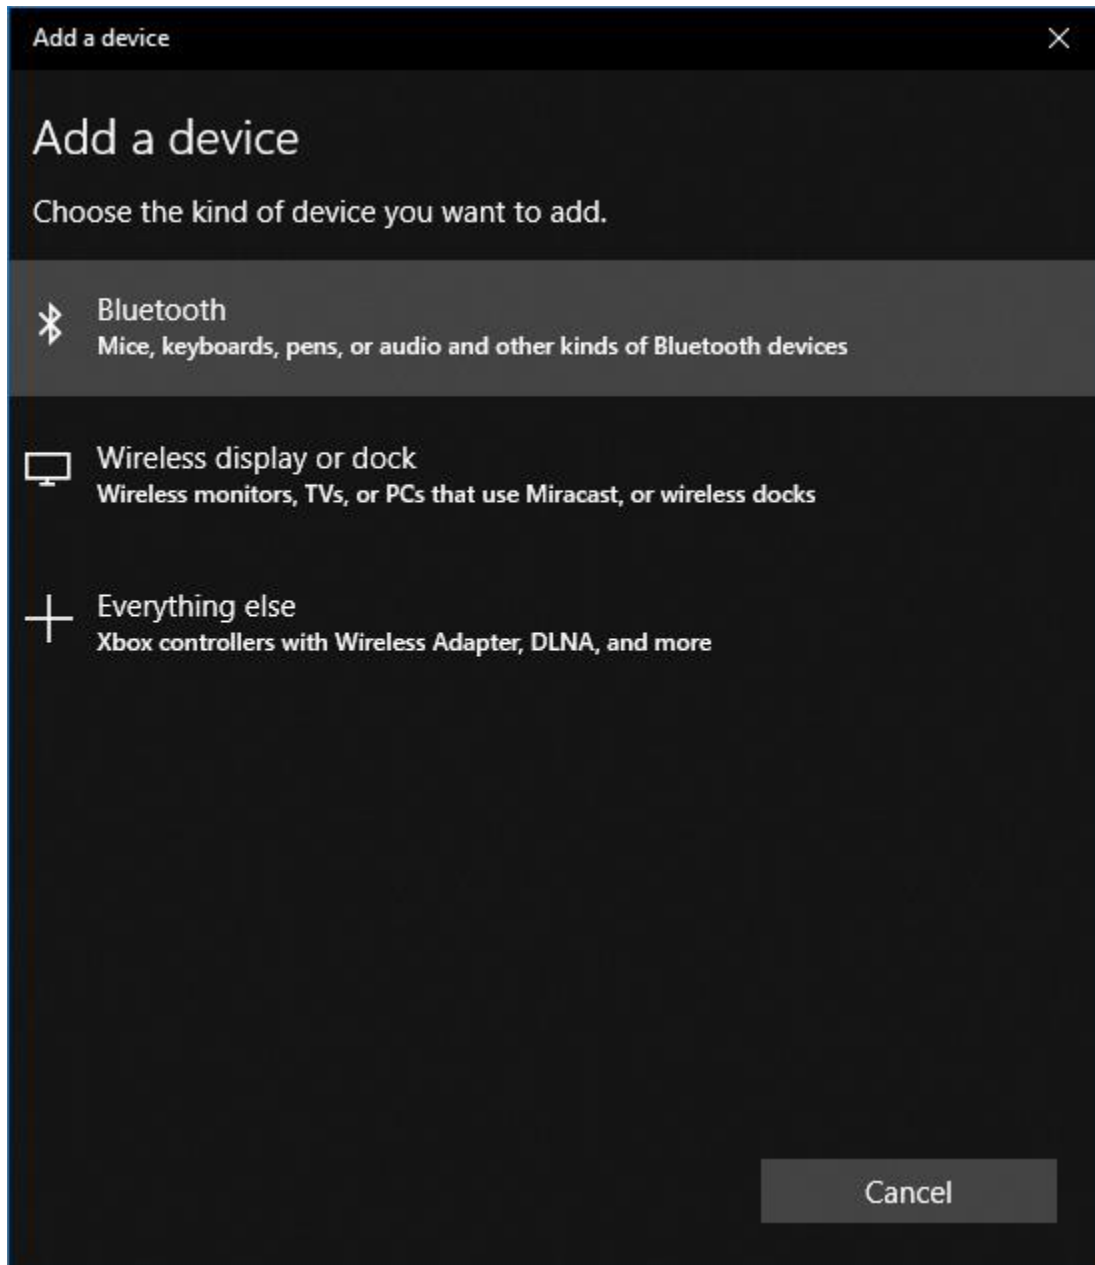 Add a device
Add a device
Choose the kind of device you want to add.
Bluetooth
Mice, keyboards, pens, or audio and other kinds of Bluetooth devices
Wireless display or dock
Wireless monitors, TVs, or PCs that use Miracast, or wireless docks
Everything else
Xbox controllers with Wireless Adapter, DLNA, and more
Cancel